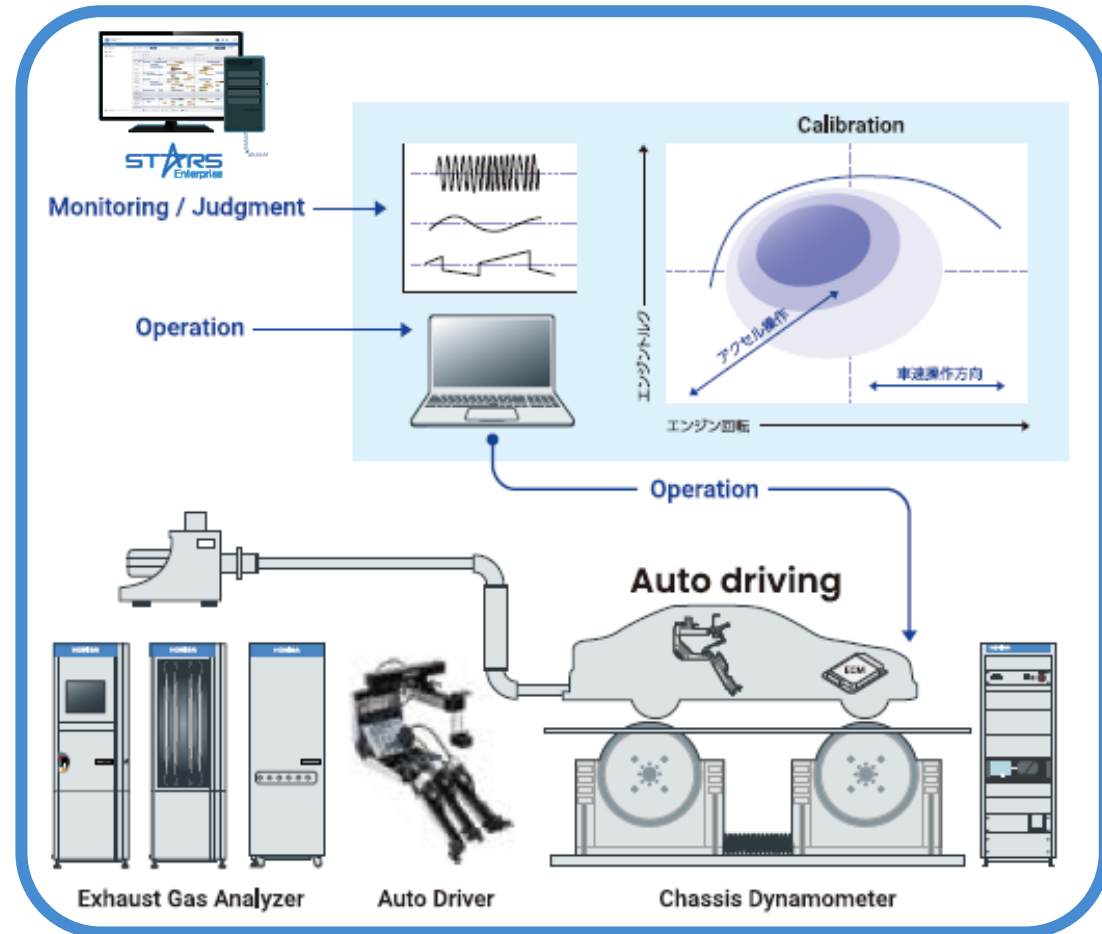 STARS
Enterprise
Monitoring / Judgment
Operation
Calibration
エンジントルク
アクセル操作
車速操作方向
エンジン回転
Operation
Auto driving
ECM
HORIBA
HORIBA
HORIBA
Exhaust Gas Analyzer
Auto Driver
Chassis Dynamometer